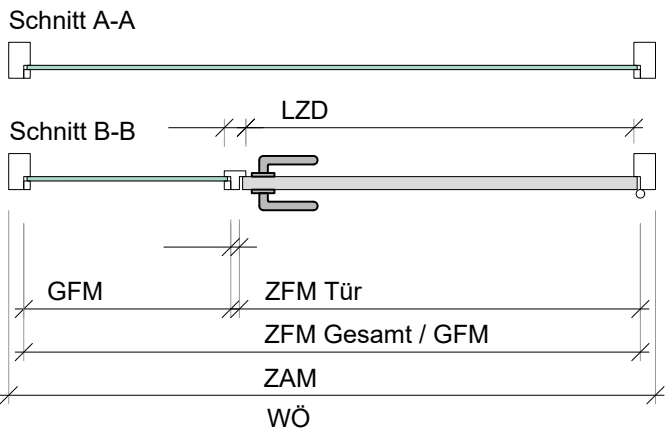 Schnitt A-A
LZD
Schnitt B-B
GFM
ZFM Tür
ZFM Gesamt / GFM
ZAM
WÖ